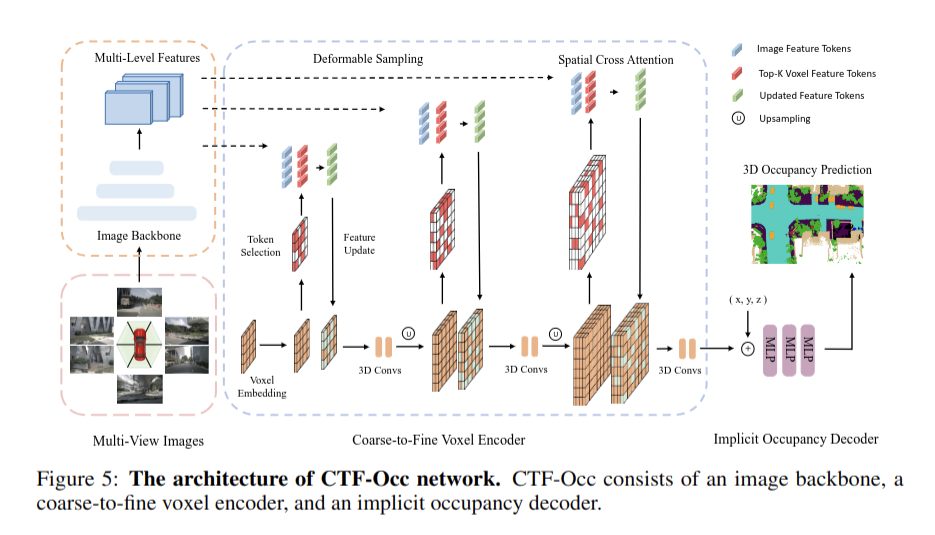 Multi-Level Features
Deformable Sampling
Spatial Cross Attention
Image Feature Tokens
Top-K Voxel Feature Tokens
Updated Feature Tokens
U
Upsampling
Image Backbone
Token
Selection
Feature
Update
3D Occupancy Prediction
( x, y, z )
Voxel
Embedding
U
3D Convs
U
3D Convs
3D Convs
MLP
MLP
MLP
Multi-View Images
Coarse-to-Fine Voxel Encoder
Implicit Occupancy Decoder
Figure 5: The architecture of CTF-Occ network. CTF-Occ consists of an image backbone, a
coarse-to-fine voxel encoder, and an implicit occupancy decoder.